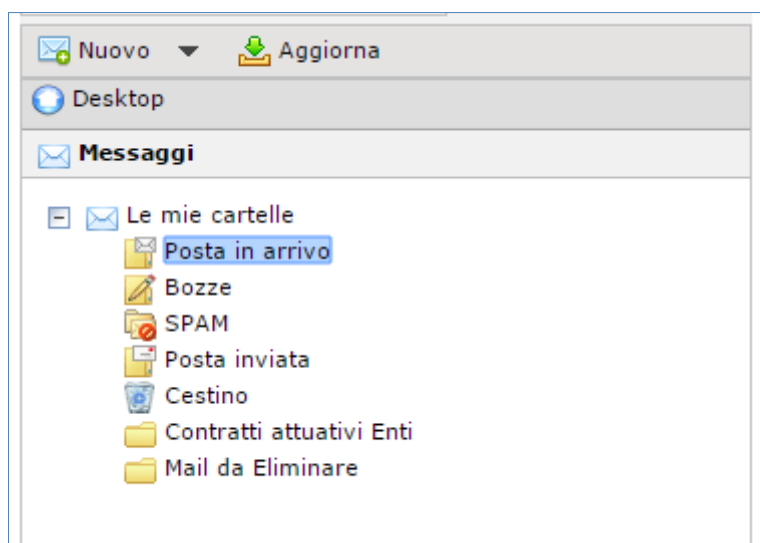 Nuovo Aggiorna
Desktop
Messaggi
Le mie cartelle
Posta in arrivo
Bozze
SPAM
Posta inviata
Cestino
Contratti attuativi Enti
Mail da Eliminare